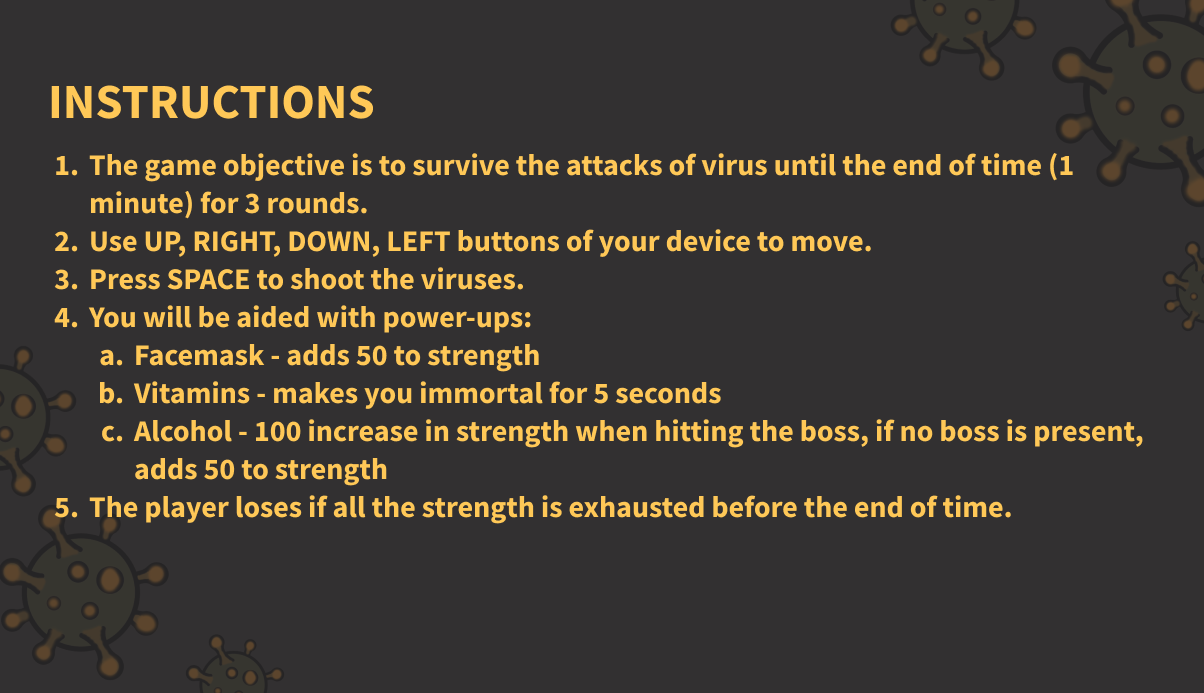 INSTRUCTIONS
1. The game objective is to survive the attacks of virus until the end of time (1
minute) for 3 rounds.
2. Use UP, RIGHT, DOWN, LEFT buttons of your device to move.
3. Press SPACE to shoot the viruses.
4. You will be aided with power-ups:
a. Facemask - adds 50 to strength
b. Vitamins - makes you immortal for 5 seconds
c. Alcohol - 100 increase in strength when hitting the boss, if no boss is present,
adds 50 to strength
5. The player loses if all the strength is exhausted before the end of time.